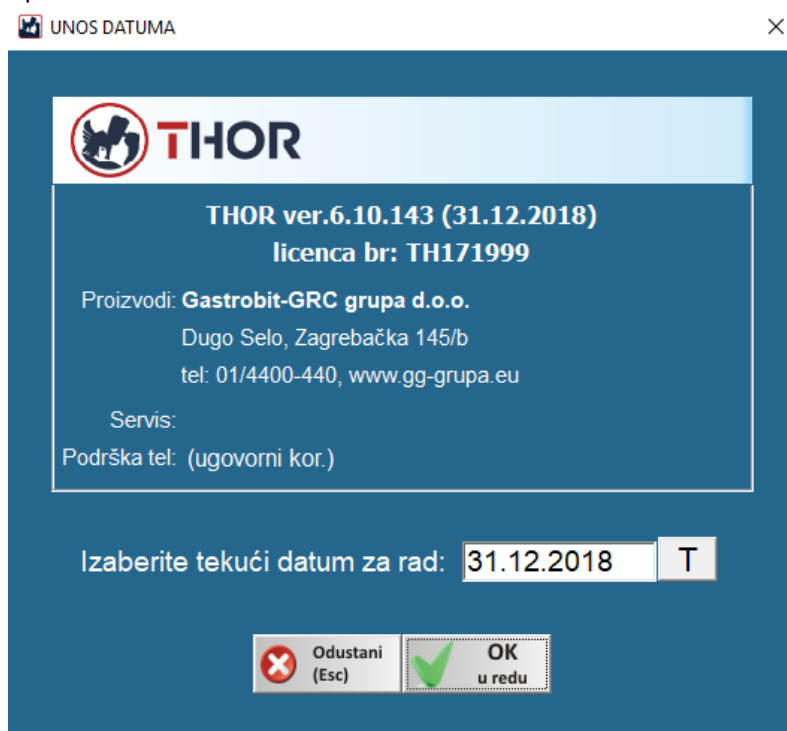 UNOS DATUMA
THOR
THOR ver.6.10.143 (31.12.2018)
licenca br: TH171999
Proizvodi: Gastrobit-GRC grupa d.o.o.
Dugo Selo, Zagrebačka 145/b
tel: 01/4400-440, www.gg-grupa.eu
Servis:
Podrška tel: (ugovorni kor.)
Izaberite tekući datum za rad: 31.12.2018 T
Odustani
(Esc)
OK
u redu